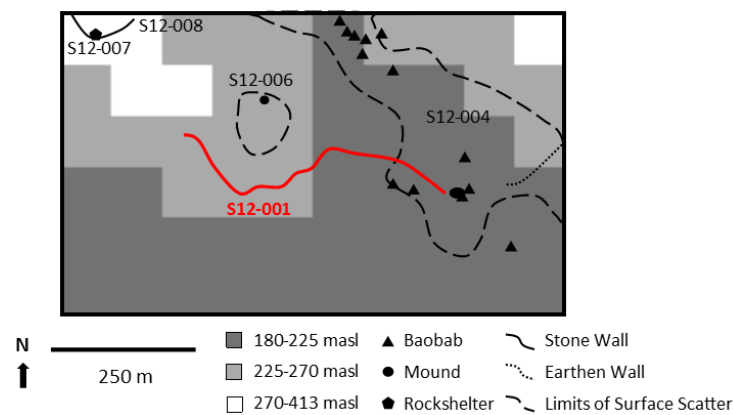 S12-008
S12-007
S12-006
S12-004
S12-001
N
250 m
180-225 masl
Baobab
Stone Wall
225-270 masl
Mound
Earthen Wall
270-413 masl
Rockshelter
Limits of Surface Scatter